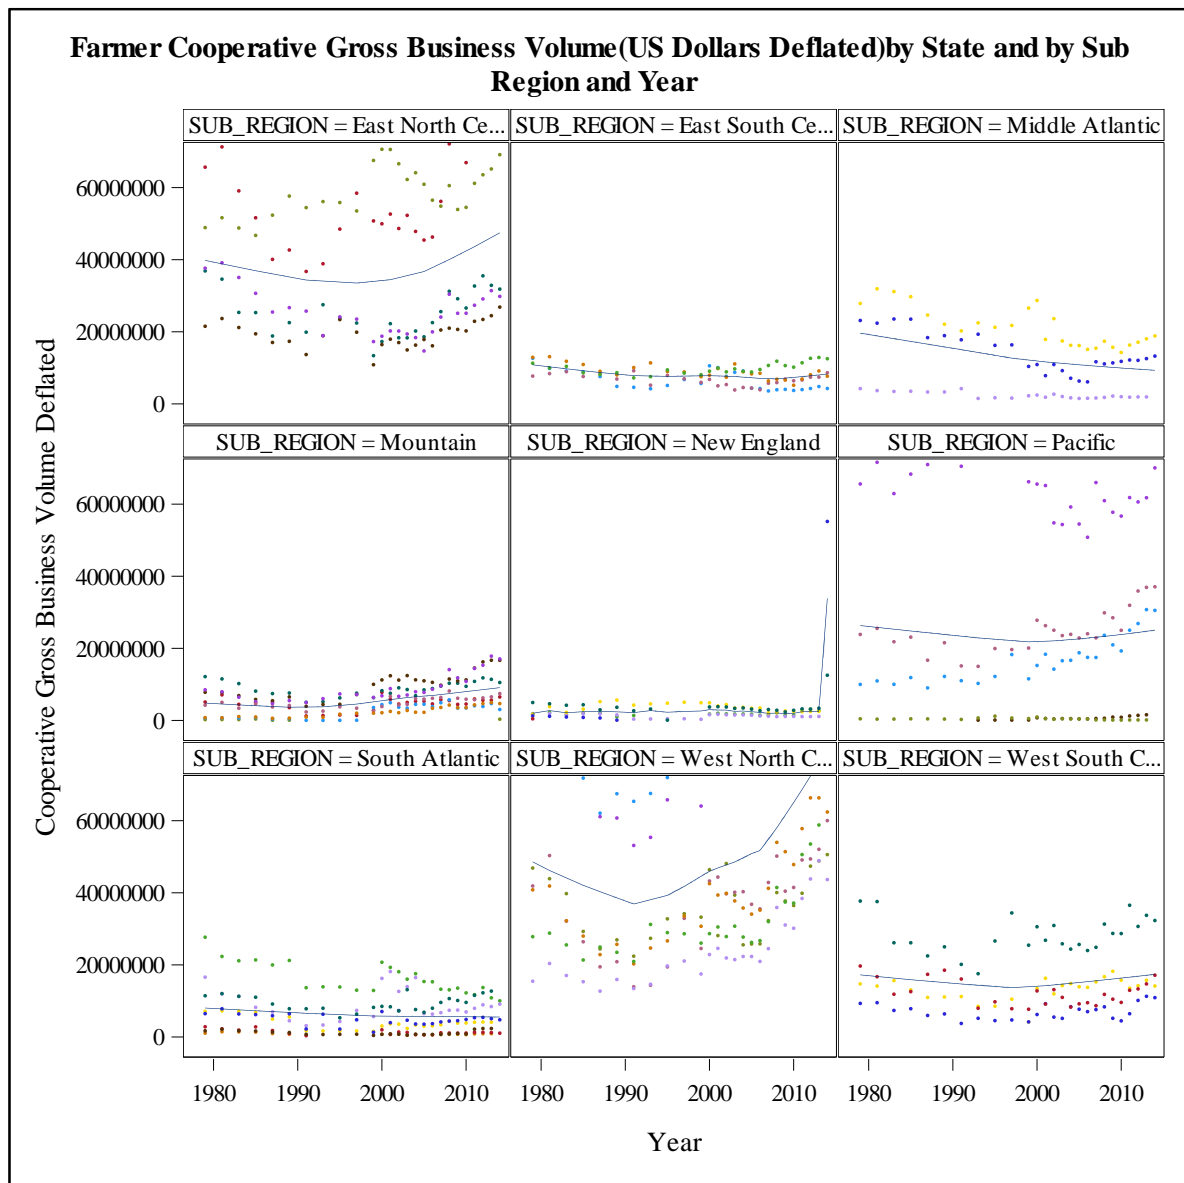 Farmer Cooperative Gross Business Volume(US Dollars Deflated)by State and by Sub
Region and Year
SUB_REGION = East North Ce...
SUB_REGION = East South Ce...
SUB_REGION = Middle Atlantic
60000000
40000000
20000000
0
SUB_REGION = Mountain
SUB_REGION = New England
SUB_REGION = Pacific
60000000
40000000
20000000
0
SUB_REGION = South Atlantic
SUB_REGION = West North C...
SUB_REGION = West South C...
60000000
40000000
20000000
0
Cooperative Gross Business Volume Deflated
1980 1990 2000 2010
1980 1990 2000 2010
1980 1990 2000 2010
Year